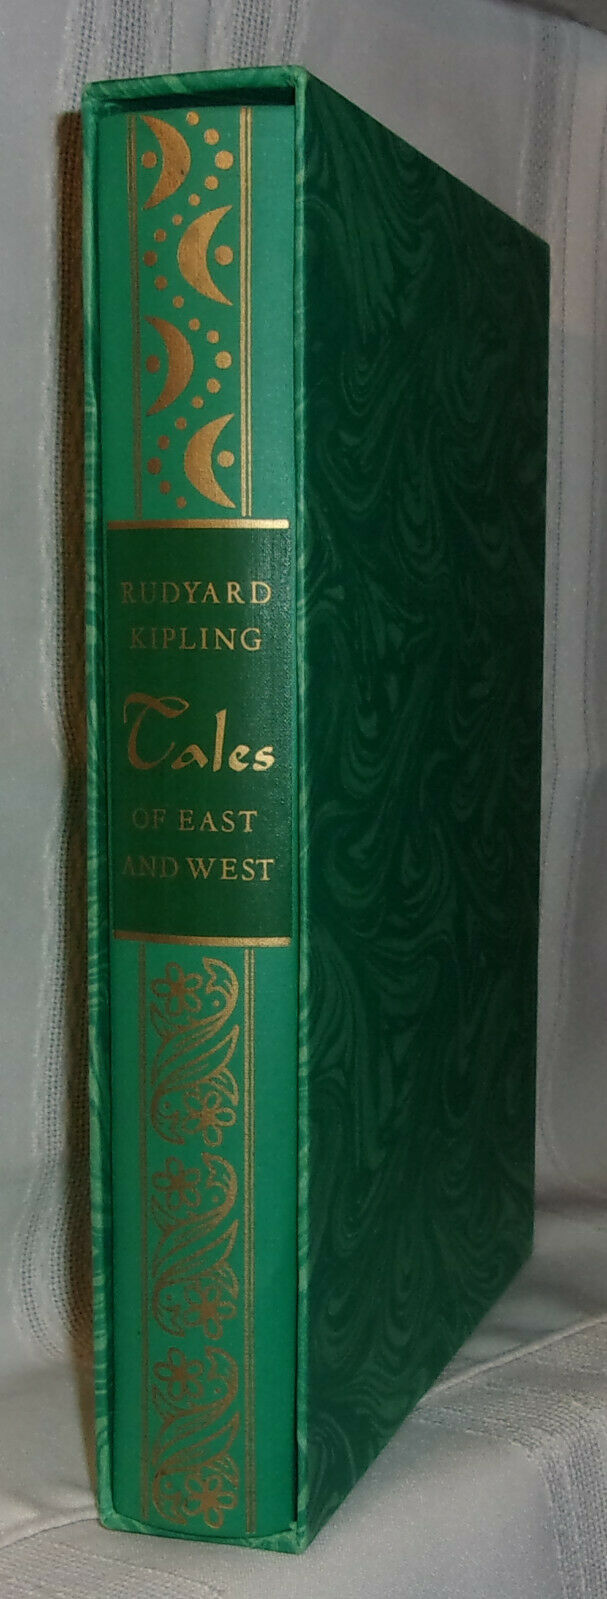 RUDYARD
KIPLING
Tales
OF EAST
AND WEST